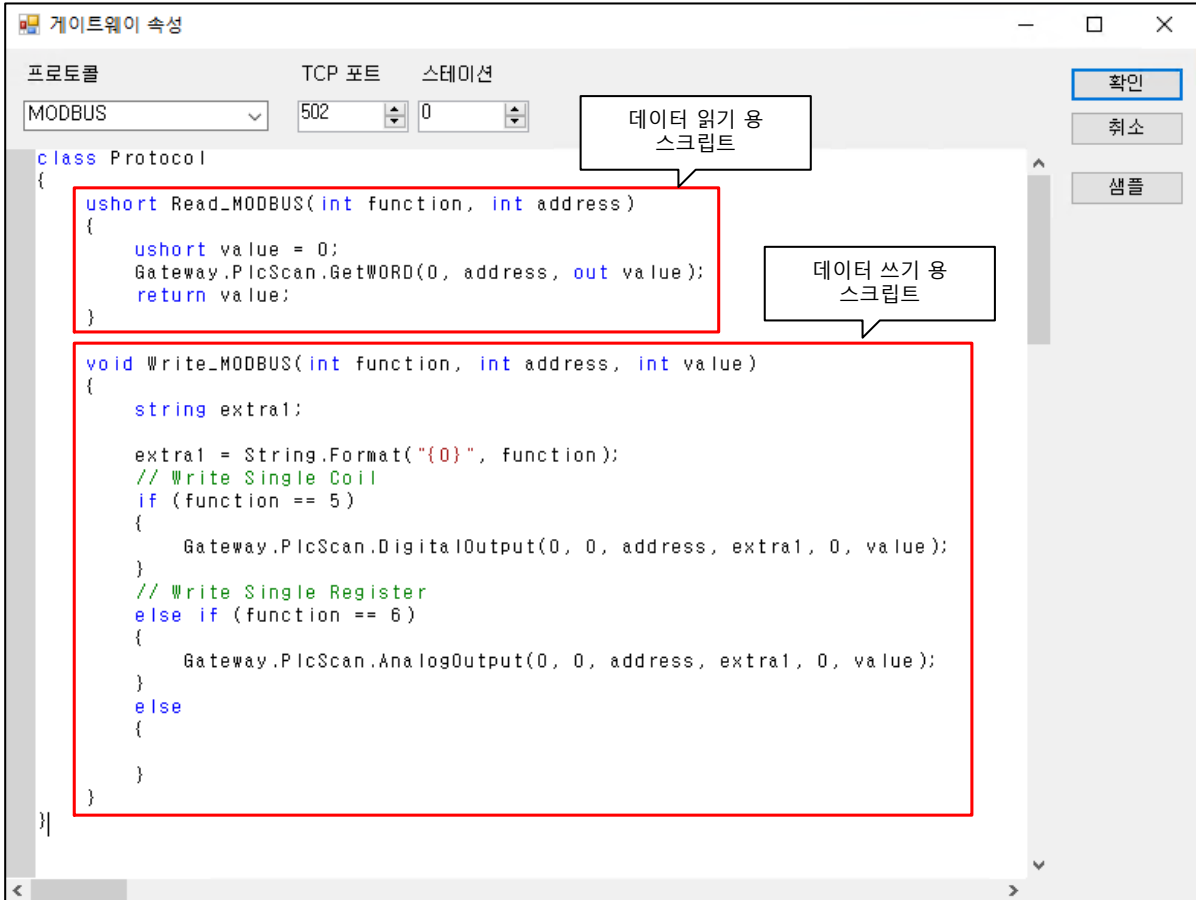 게이트웨이 속성
프로토콜 TCP 포트 스테이션
MODBUS 502 0
확인
취소
샘플
데이터 읽기 용
스크립트
class Protocol
{
ushort Read_MODBUS(int function, int address)
{
ushort value = 0;
Gateway.PlcScan.GetWORD(0, address, out value);
return value;
}
데이터 쓰기 용
스크립트
void Write_MODBUS(int function, int address, int value)
{
string extra1;
extra1 = String.Format("{0}", function);
// Write Single Coil
if (function == 5)
{
Gateway.PlcScan.DigitalOutput(0, 0, address, extra1, 0, value);
}
// Write Single Register
else if (function == 6)
{
Gateway.PlcScan.AnalogOutput(0, 0, address, extra1, 0, value);
}
else
{
}
}
}